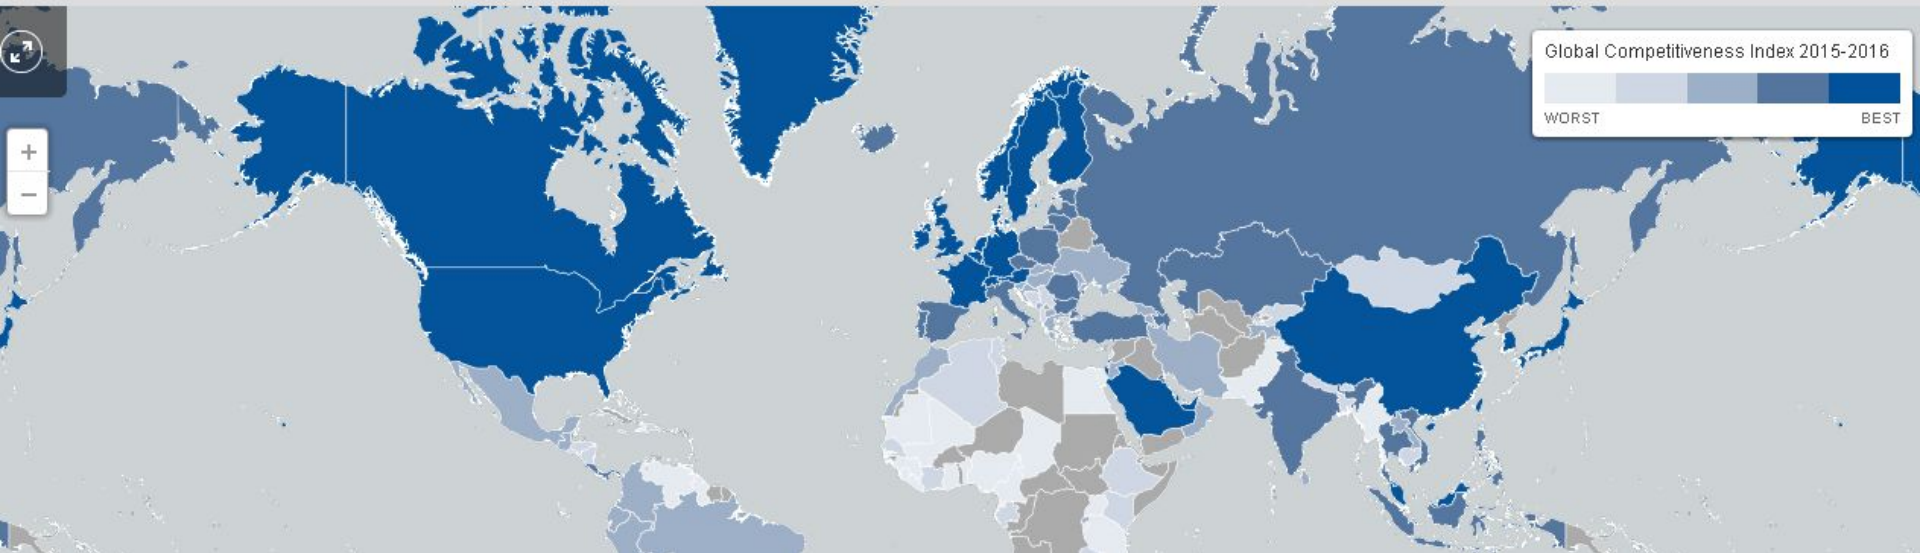 Global Competitiveness Index 2015-2016
WORST BEST
+
−